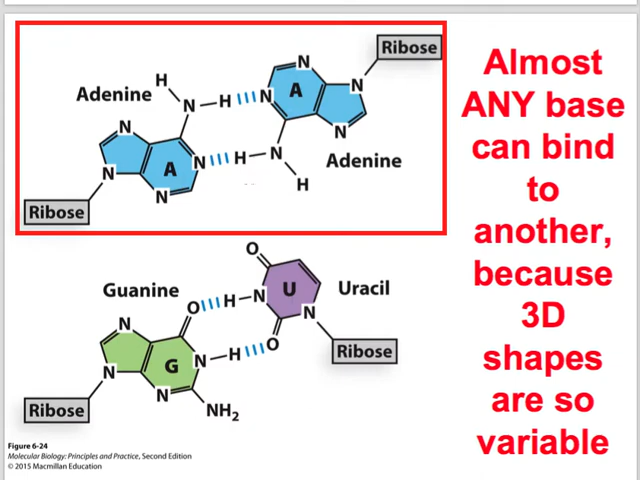 Ribose
Adenine
H
N
H
N
N
A
N
N
N
N
A
N
H
N
Adenine
N
N
H
Ribose
O
Guanine
O
H
N
U
Uracil
N
N
G
N
H
O
Ribose
N
N
Ribose
NH2
Figure 6-24
Molecular Biology: Principles and Practice, Second Edition
© 2015 Macmillan Education
Almost
ANY base
can bind
to
another,
because
3D
shapes
are so
variable